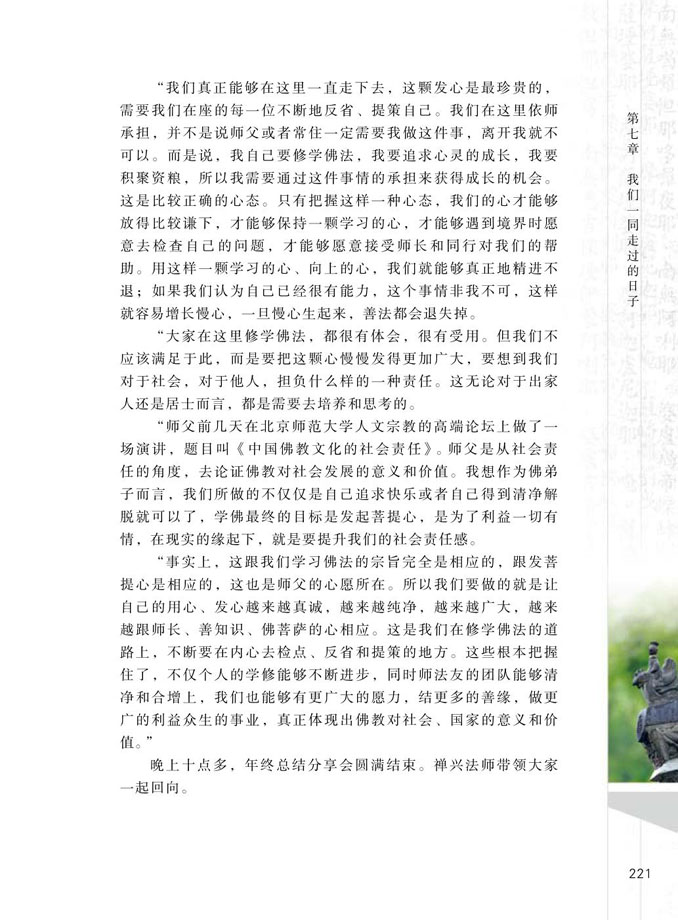 “我们真正能够在这里一直走下去，这颗发心是最珍贵的，
需要我们在座的每一位不断地反省、提策自己。我们在这里依师
承担，并不是说师父或者常住一定需要我做这件事，离开我就不
可以。而是说，我自己要修学佛法，我要追求心灵的成长，我要
积聚资粮，所以我需要通过这件事情的承担来获得成长的机会。
这是比较正确的心态。只有把握这样一种心态，我们的心才能够
放得比较谦下，才能够保持一颗学习的心，才能够遇到境界时愿
意去检查自己的问题，才能够愿意接受师长和同行对我们的帮
助。用这样一颗学习的心、向上的心，我们就能够真正地精进不
退；如果我们认为自己已经很有能力，这个事情非我不可，这样
就容易增长慢心，一旦慢心生起来，善法都会退失掉。
“大家在这里修学佛法，都很有体会，很有受用。但我们不
应该满足于此，而是要把这颗心慢慢发得更加广大，要想到我们
对于社会，对于他人，担负什么样的一种责任。这无论对于出家
人还是居士而言，都是需要去培养和思考的。
“师父前几天在北京师范大学人文宗教的高端论坛上做了一
场演讲，题目叫《中国佛教文化的社会责任》。师父是从社会责
任的角度，去论证佛教对社会发展的意义和价值。我想作为佛弟
子而言，我们所做的不仅仅是自己追求快乐或者自己得到清净解
脱就可以了，学佛最终的目标是发起菩提心，是为了利益一切有
情，在现实的缘起下，就是要提升我们的社会责任感。
“事实上，这跟我们学习佛法的宗旨完全是相应的，跟发菩
提心是相应的，这也是师父的心愿所在。所以我们要做的就是让
自己的用心、发心越来越真诚，越来越纯净，越来越广大，越来
越跟师长、善知识、佛菩萨的心相应。这是我们在修学佛法的道
路上，不断要在内心去检点、反省和提策的地方。这些根本把握
住了，不仅个人的学修能够不断进步，同时师法友的团队能够清
净和合增上，我们也能够有更广大的愿力，结更多的善缘，做更
广的利益众生的事业，真正体现出佛教对社会、国家的意义和价
值。”
晚上十点多，年终总结分享会圆满结束。禅兴法师带领大家
一起回向。
第七章 我们一同走过的日子
221